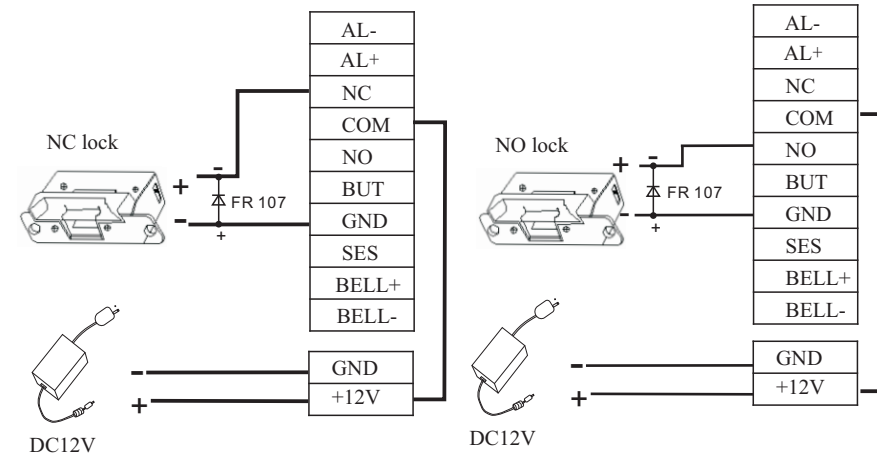 AL-
AL+
NC
COM
NO
BUT
GND
SES
BELL+
BELL-
GND
+12V
NC lock
+
-
FR 107
-
+
-
+
DC12V
AL-
AL+
NC
COM
NO
BUT
GND
SES
BELL+
BELL-
GND
+12V
NO lock
+
-
FR 107
-
+
-
+
DC12V